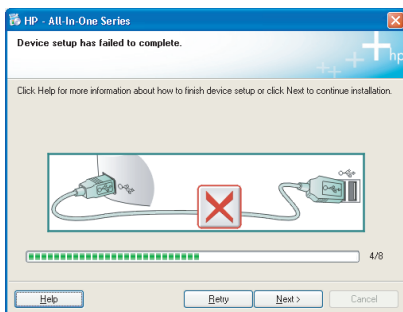 HP - All-In-One Series
Device setup has failed to complete.
hp
Click Help for more information about how to finish device setup or click Next to continue installation.
4/8
Help
Retry
Next >
Cancel